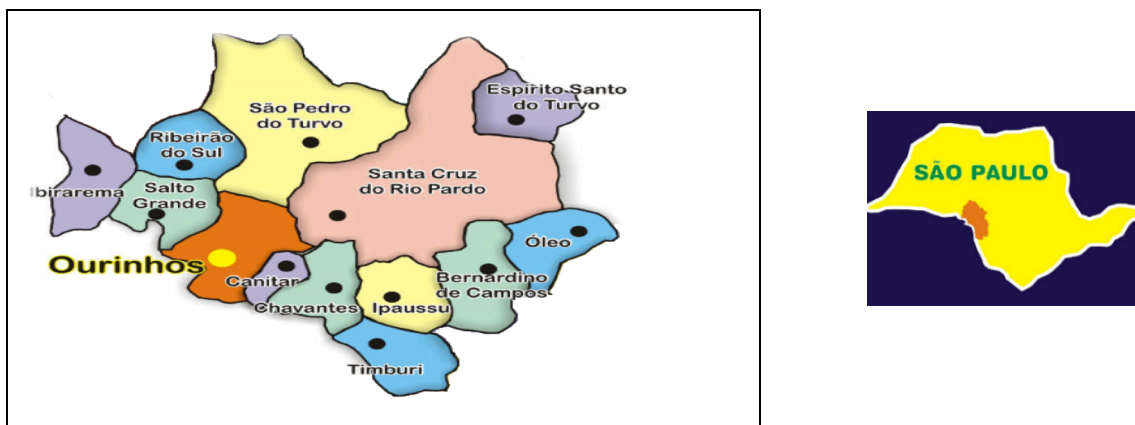 Espírito Santo
do Turvo
São Pedro
do Turvo
Ribeirão
do Sul
Santa Cruz
do Rio Pardo
Ibirarema
Salto
Grande
Óleo
Ourinhos
Canitar
Bernardino
de Campos
Chavantes
Ipaussu
Timburi
SÃO PAULO